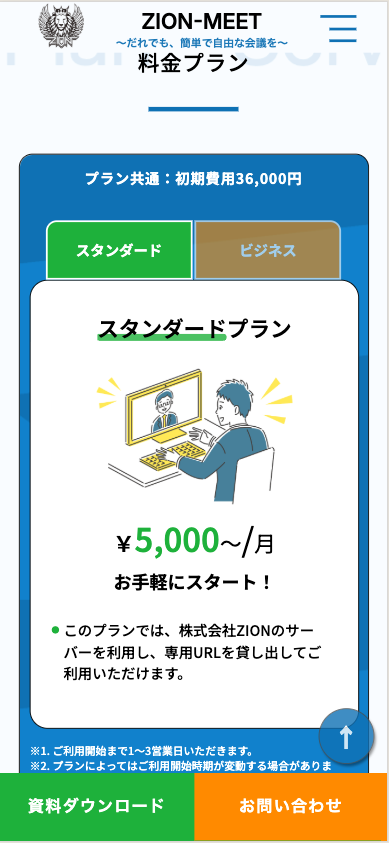 ZION-MEET
〜だれでも、簡単で自由な会議を〜
料金プラン
プラン共通：初期費用36,000円
スタンダード
ビジネス
スタンダードプラン
¥5,000〜/月
お手軽にスタート！
このプランでは、株式会社ZIONのサー
バーを利用し、専用URLを貸し出してご
利用いただけます。
↑
※1. ご利用開始まで1〜3営業日いただきます。
※2. プランによってはご利用開始時期が変動する場合がありま
資料ダウンロード
お問い合わせ